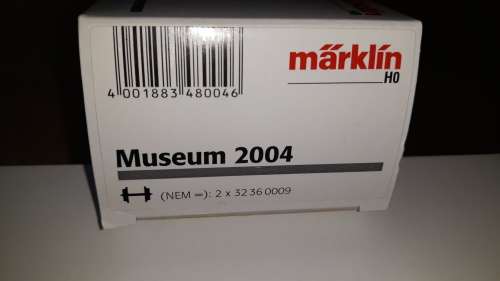 märklin
H0
4 001883 480046
Museum 2004
(NEM =): 2 x 32 36 0009